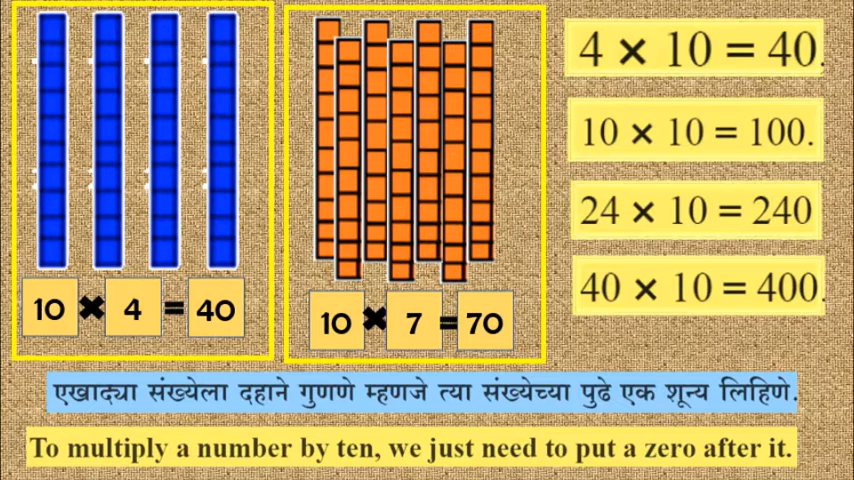 10 × 4 = 40
10 × 7 = 70
4 × 10 = 40.
10 × 10 = 100.
24 × 10 = 240
40 × 10 = 400.
एखाद्या संख्येला दहाने गुणणे म्हणजे त्या संख्येच्या पुढे एक शून्य लिहिणे.
To multiply a number by ten, we just need to put a zero after it.